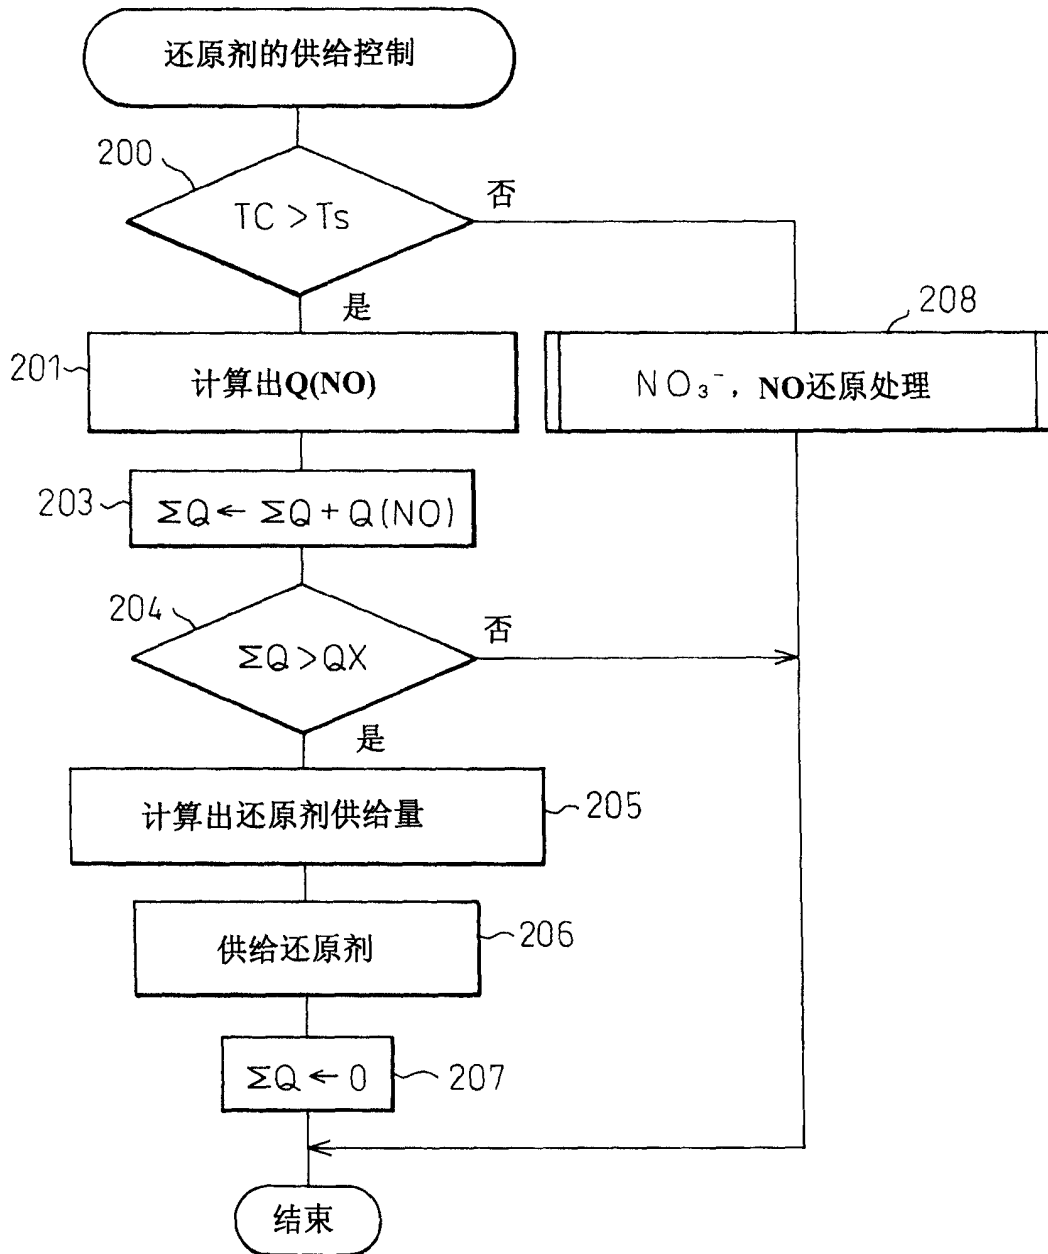 还原剂的供给控制
200
TC > Ts
否
是
208
201
计算出Q(NO)
NO₃⁻, NO还原处理
203
ΣQ ← ΣQ + Q(NO)
204
ΣQ > QX
否
是
计算出还原剂供给量
205
供给还原剂
206
ΣQ ← 0
207
结束